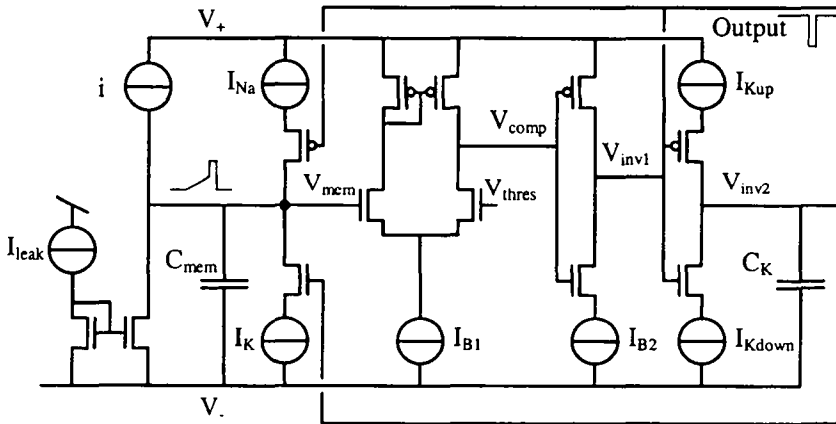 V+
Output
i
INa
IKup
Vcomp
Vinv1
Vmem
Vthres
Vinv2
Ileak
Cmem
CK
IK
IB1
IB2
IKdown
V-